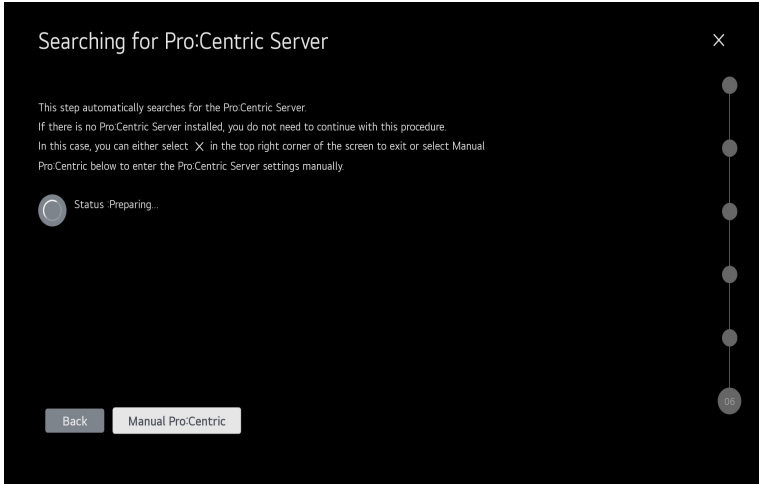 Searching for Pro:Centric Server
X
This step automatically searches for the Pro:Centric Server.
If there is no Pro:Centric Server installed, you do not need to continue with this procedure.
In this case, you can either select X in the top right corner of the screen to exit or select Manual
Pro:Centric below to enter the Pro:Centric Server settings manually.
Status :Preparing...
06
Back
Manual Pro:Centric